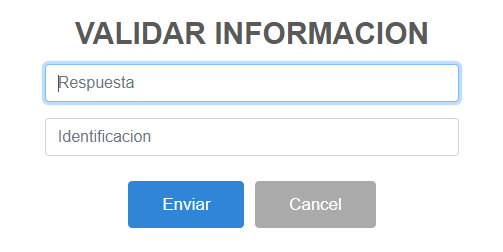 VALIDAR INFORMACION
Respuesta
Identificacion
Enviar Cancel